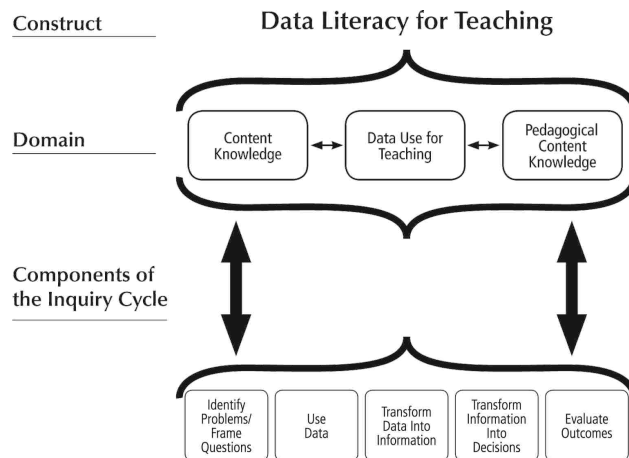 Construct
Data Literacy for Teaching
Domain
Content
Knowledge
Data Use for
Teaching
Pedagogical
Content
Knowledge
Components of
the Inquiry Cycle
Identify
Problems/
Frame
Questions
Use
Data
Transform
Data Into
Information
Transform
Information
Into
Decisions
Evaluate
Outcomes